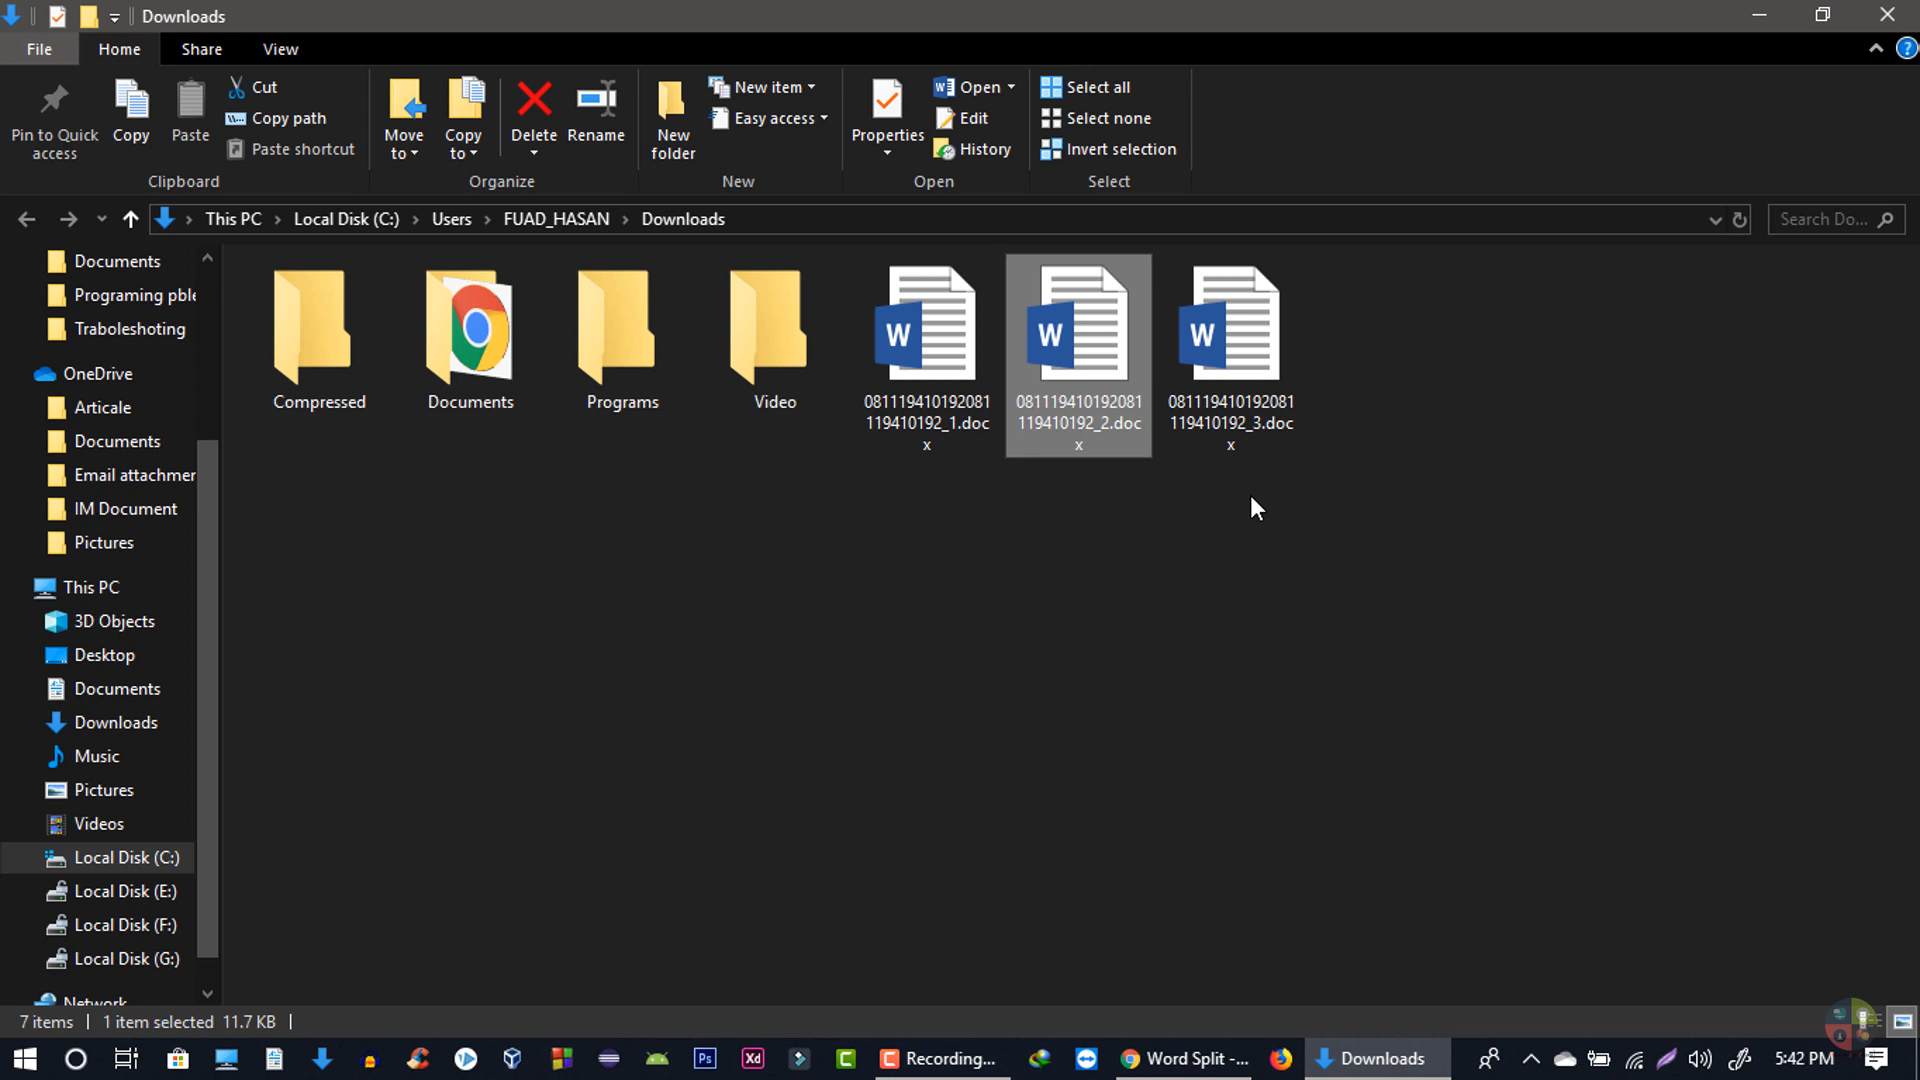 Downloads
File Home Share View
Pin to Quick access
Copy
Paste
Cut
Copy path
Paste shortcut
Clipboard
Move to
Copy to
Delete
Rename
Organize
New folder
New item
Easy access
New
Properties
Open
Edit
History
Open
Select all
Select none
Invert selection
Select
This PC > Local Disk (C:) > Users > FUAD_HASAN > Downloads
Search Do...
Documents
Programing pble
Traboleshoting
OneDrive
Articale
Documents
Email attachmer
IM Document
Pictures
This PC
3D Objects
Desktop
Documents
Downloads
Music
Pictures
Videos
Local Disk (C:)
Local Disk (E:)
Local Disk (F:)
Local Disk (G:)
Network
Compressed
Documents
Programs
Video
W
081119410192081
119410192_1.doc
x
W
081119410192081
119410192_2.doc
x
W
081119410192081
119410192_3.doc
x
7 items | 1 item selected 11.7 KB |
Ps
Xd
C
C Recording...
Word Split -...
Downloads
5:42 PM